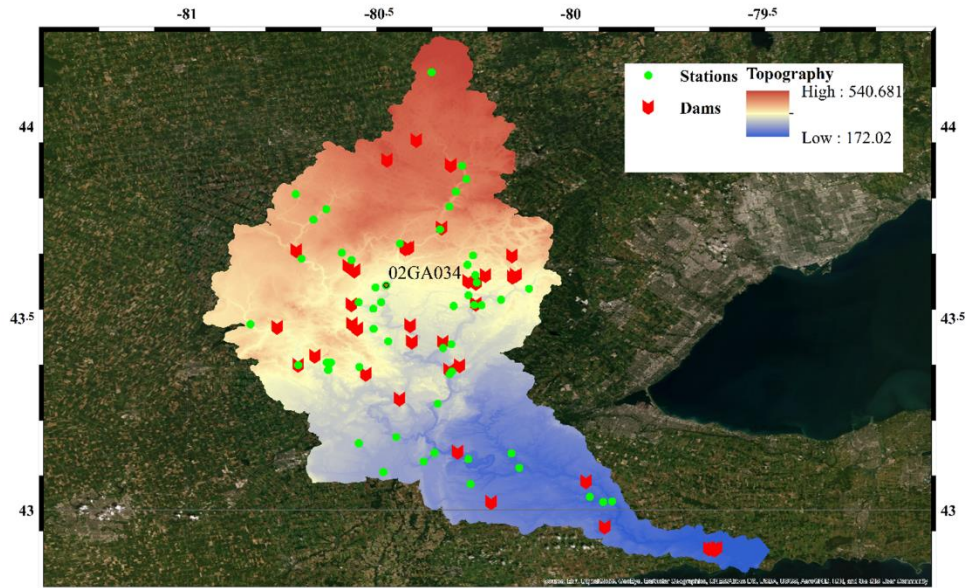 -81 -80.5 -80 -79.5
Stations Topography
High : 540.681
Dams
Low : 172.02
44 44
02GA034
43.5 43.5
43 43